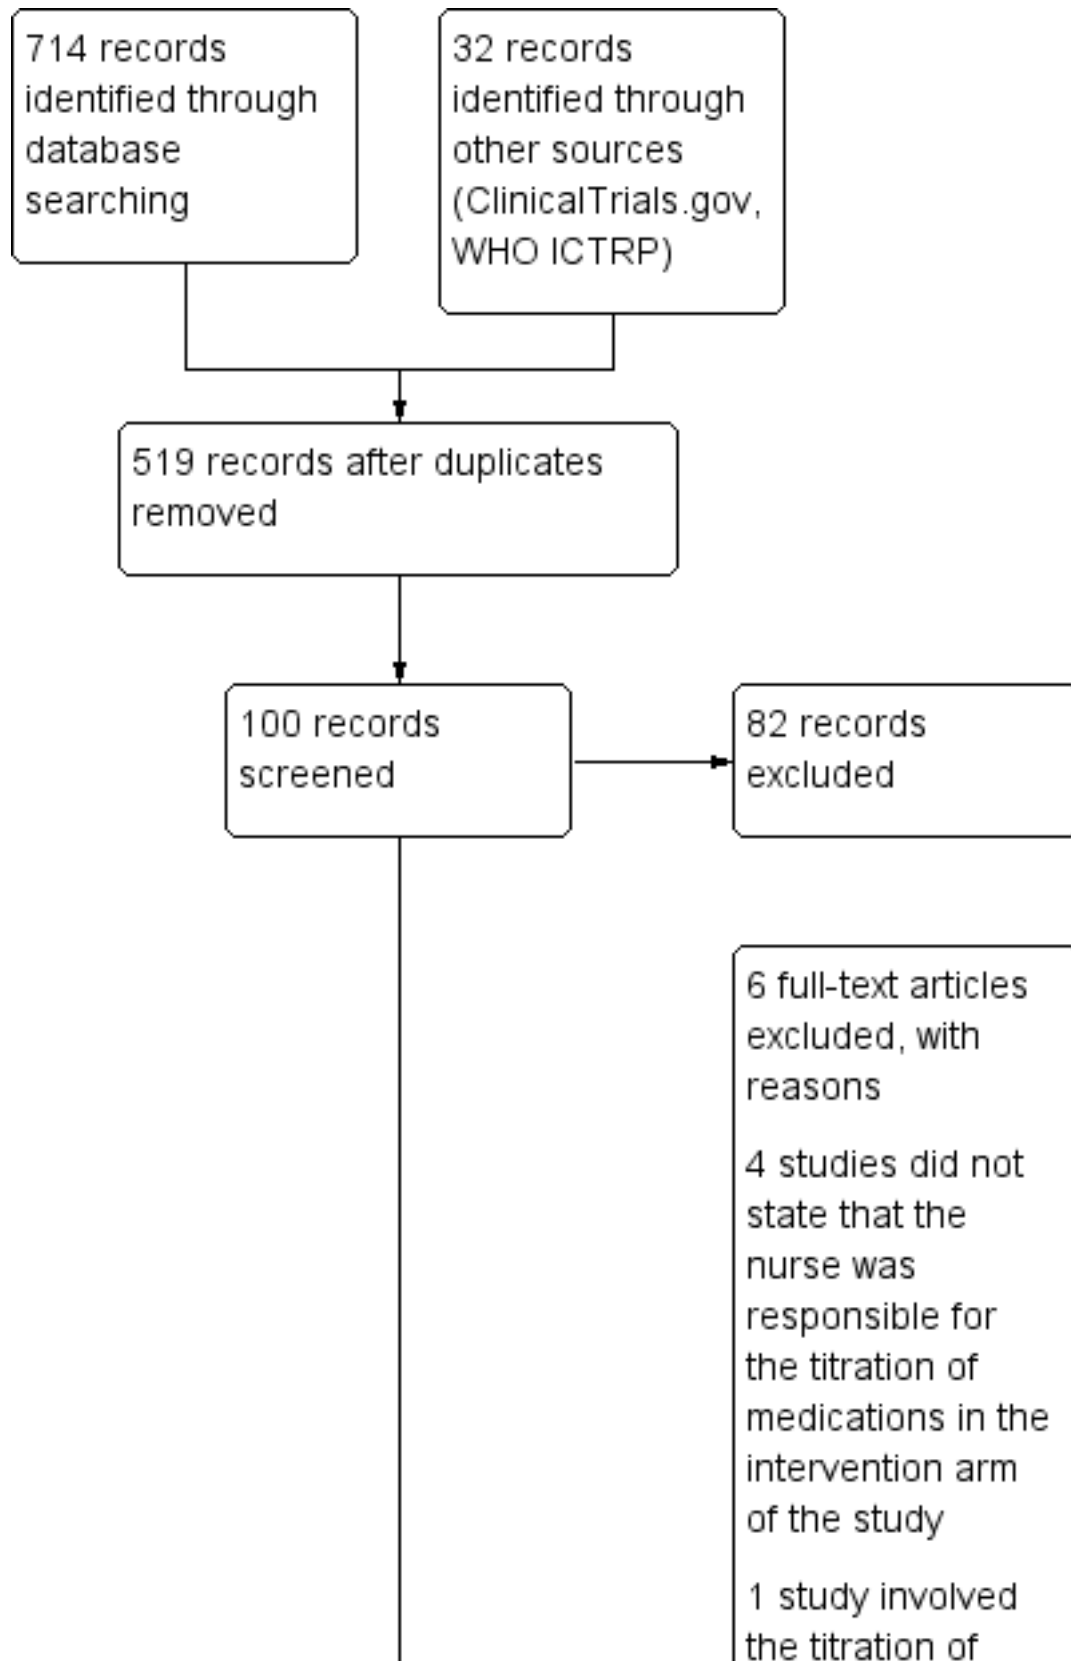 714 records
identified through
database
searching
32 records
identified through
other sources
(ClinicalTrials.gov,
WHO ICTRP)
519 records after duplicates
removed
100 records
screened
82 records
excluded
6 full-text articles
excluded, with
reasons
4 studies did not
state that the
nurse was
responsible for
the titration of
medications in the
intervention arm
of the study
1 study involved
the titration of